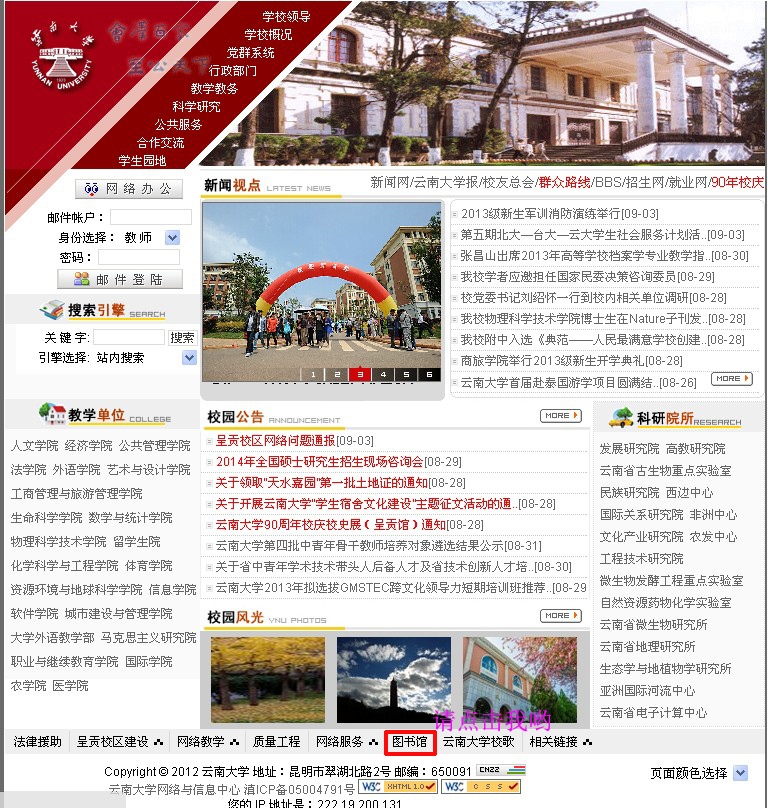 云南大学
YUNNAN UNIVERSITY
1923
会泽百家
至公天下
学校领导
学校概况
党群系统
行政部门
教学教务
科学研究
公共服务
合作交流
学生园地
网络办公
邮件帐户：
身份选择： 教师
密码：
邮件登陆
搜索引擎 SEARCH
关键字: 搜索
引擎选择: 站内搜索
新闻视点 LATEST NEWS
新闻网/云南大学报/校友总会/群众路线/BBS/招生网/就业网/90年校庆
1 2 3 4 5 6
2013级新生军训消防演练举行[09-03]
第五期北大—台大—云大学生社会服务计划活..[09-03]
张昌山出席2013年高等学校档案学专业教学指..[08-30]
我校学者应邀担任国家民委决策咨询委员[08-29]
校党委书记刘绍怀一行到校内相关单位调研[08-28]
我校物理科学技术学院博士生在Nature子刊发..[08-28]
我校附中入选《典范——人民最满意学校创建..[08-28]
商旅学院举行2013级新生开学典礼[08-28]
云南大学首届赴泰国游学项目圆满结..[08-26]
MORE
教学单位 COLLEGE
人文学院 经济学院 公共管理学院
法学院 外语学院 艺术与设计学院
工商管理与旅游管理学院
生命科学学院 数学与统计学院
物理科学技术学院 留学生院
化学科学与工程学院 体育学院
资源环境与地球科学学院 信息学院
软件学院 城市建设与管理学院
大学外语教学部 马克思主义研究院
职业与继续教育学院 国际学院
农学院 医学院
校园公告 ANNOUNCEMENT MORE
呈贡校区网络问题通报[09-03]
2014年全国硕士研究生招生现场咨询会[08-29]
关于领取"天水嘉园"第一批土地证的通知[08-28]
关于开展云南大学"学生宿舍文化建设"主题征文活动的通..[08-28]
云南大学90周年校庆校史展（呈贡馆）通知[08-28]
云南大学第四批中青年骨干教师培养对象遴选结果公示[08-31]
关于省中青年学术技术带头人后备人才及省技术创新人才培..[08-30]
云南大学2013年拟选拔GMSTEC跨文化领导力短期培训班推荐..[08-29
校园风光 YNU PHOTOS MORE
科研院所 RESEARCH
发展研究院 高教研究院
云南省古生物重点实验室
民族研究院 西边中心
国际关系研究院 非洲中心
文化产业研究院 农发中心
工程技术研究院
微生物发酵工程重点实验室
自然资源药物化学实验室
云南省微生物研究所
云南省地理研究所
生态学与地植物学研究所
亚洲国际河流中心
云南省电子计算中心
请点击我哟
法律援助 呈贡校区建设 网络教学 质量工程 网络服务 图书馆 云南大学校歌 相关链接
Copyright © 2012 云南大学 地址：昆明市翠湖北路2号 邮编：650091 CNZZ
云南大学网络与信息中心 滇ICP备05004791号 W3C XHTML 1.0 W3C CSS
您的 IP 地址是：222.19.200.131
页面颜色选择